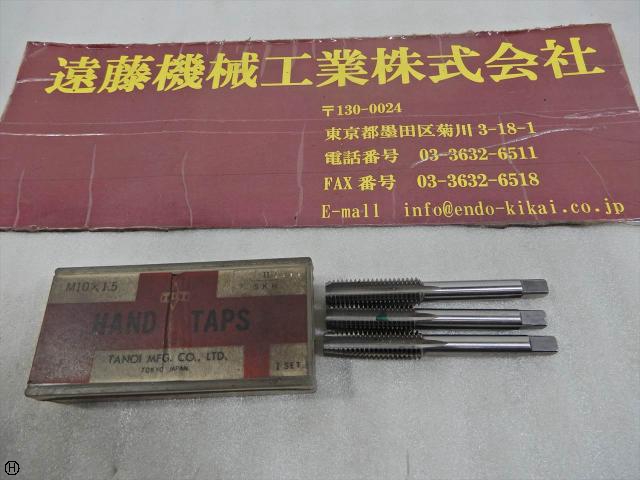 遠藤機械工業株式会社
〒130-0024
東京都墨田区菊川 3-18-1
電話番号 03-3632-6511
FAX 番号 03-3632-6518
E-mall info@endo-kikai.co.jp
M10×1.5
SKH
HAND TAPS
TANOI MFG. CO., LTD.
TOKYO JAPAN
1 SET
H